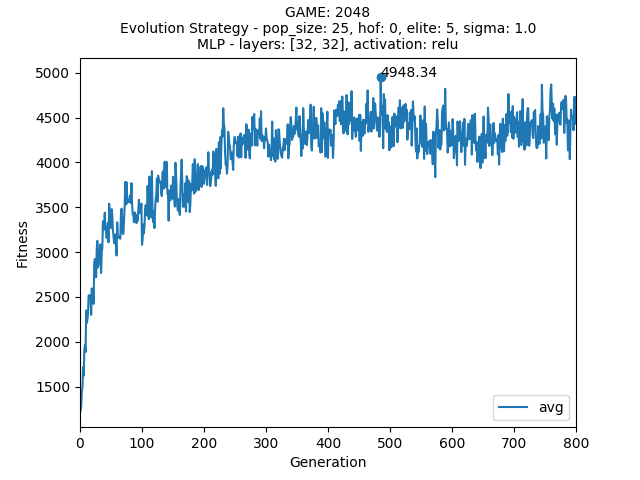 GAME: 2048
Evolution Strategy - pop_size: 25, hof: 0, elite: 5, sigma: 1.0
MLP - layers: [32, 32], activation: relu
4948.34
5000
4500
4000
3500
3000
2500
2000
1500
Fitness
avg
0 100 200 300 400 500 600 700 800
Generation